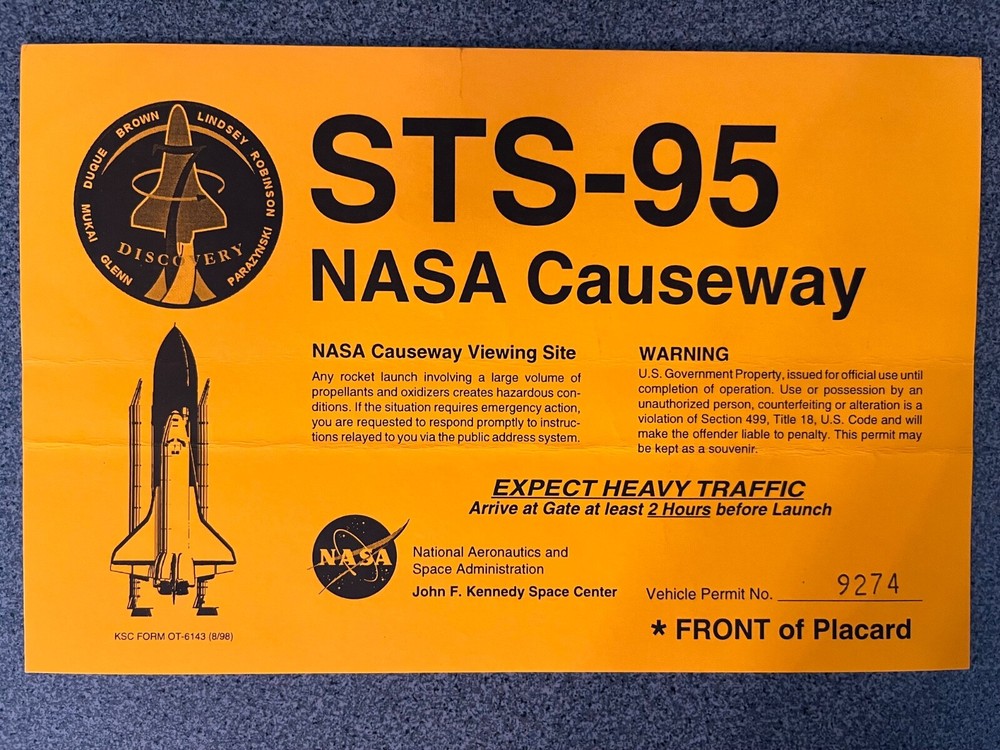 BROWN LINDSEY ROBINSON PARAZYNSKI
DUQUE MUKAI GLENN
7
DISCOVERY
STS-95
NASA Causeway
NASA Causeway Viewing Site
Any rocket launch involving a large volume of
propellants and oxidizers creates hazardous con-
ditions. If the situation requires emergency action,
you are requested to respond promptly to instruc-
tions relayed to you via the public address system.
WARNING
U.S. Government Property, issued for official use until
completion of operation. Use or possession by an
unauthorized person, counterfeiting or alteration is a
violation of Section 499, Title 18, U.S. Code and will
make the offender liable to penalty. This permit may
be kept as a souvenir.
EXPECT HEAVY TRAFFIC
Arrive at Gate at least 2 Hours before Launch
NASA
National Aeronautics and
Space Administration
John F. Kennedy Space Center
Vehicle Permit No. 9274
* FRONT of Placard
KSC FORM OT-6143 (8/98)